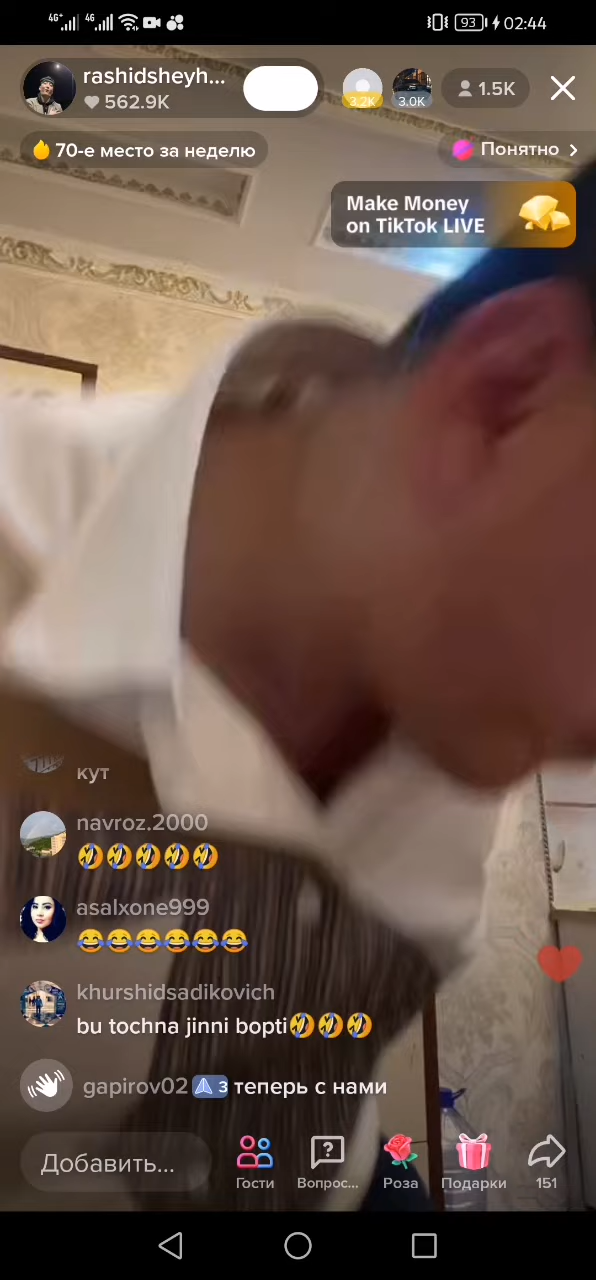 4G+ 4G 93 02:44
rashidsheyh...
562.9K
3.2K 3.0K 1.5K
70-е место за неделю
Понятно
Make Money
on TikTok LIVE
кут
navroz.2000
🤣🤣🤣🤣🤣
asalxone999
😂😂😂😂😂😂
khurshidsadikovich
bu tochna jinni bopti🤣🤣🤣
gapirov02 3 теперь с нами
Добавить...
Гости Вопрос... Роза Подарки 151